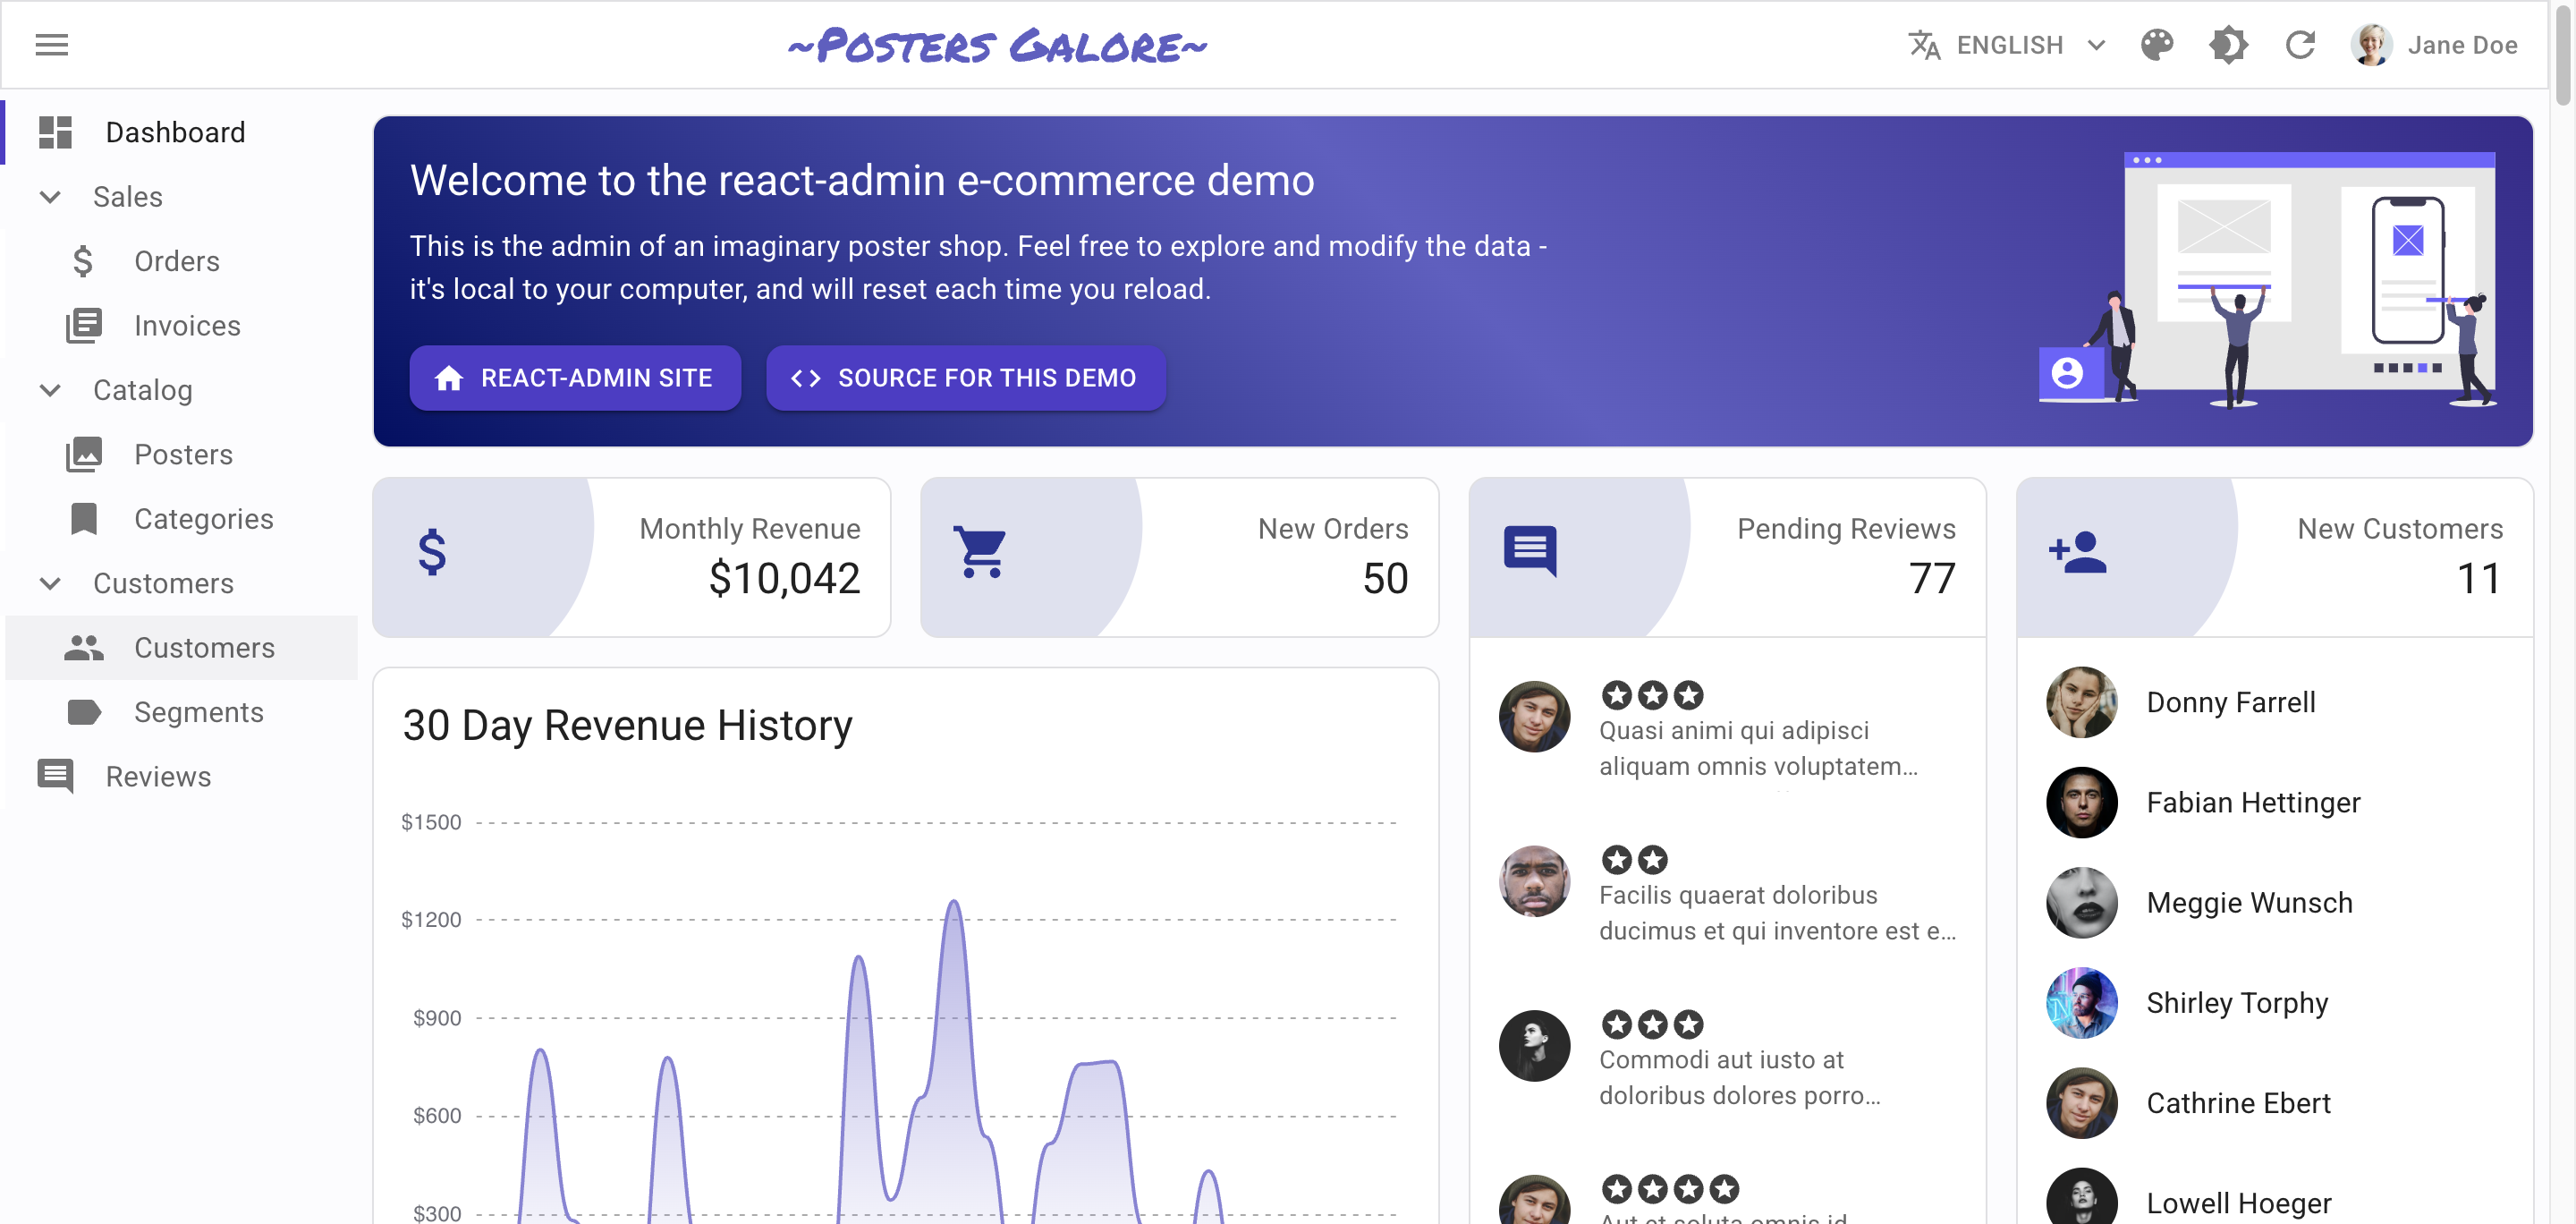 ~Posters Galore~
ENGLISH
Jane Doe
Dashboard
Sales
Orders
Invoices
Catalog
Posters
Categories
Customers
Customers
Segments
Reviews
Welcome to the react-admin e-commerce demo
This is the admin of an imaginary poster shop. Feel free to explore and modify the data -
it's local to your computer, and will reset each time you reload.
REACT-ADMIN SITE
SOURCE FOR THIS DEMO
Monthly Revenue
$10,042
New Orders
50
Pending Reviews
77
New Customers
11
30 Day Revenue History
$1500
$1200
$900
$600
$300
Quasi animi qui adipisci
aliquam omnis voluptatem…
Facilis quaerat doloribus
ducimus et qui inventore est e…
Commodi aut iusto at
doloribus dolores porro…
Aut et soluta omnis id
Donny Farrell
Fabian Hettinger
Meggie Wunsch
Shirley Torphy
Cathrine Ebert
Lowell Hoeger